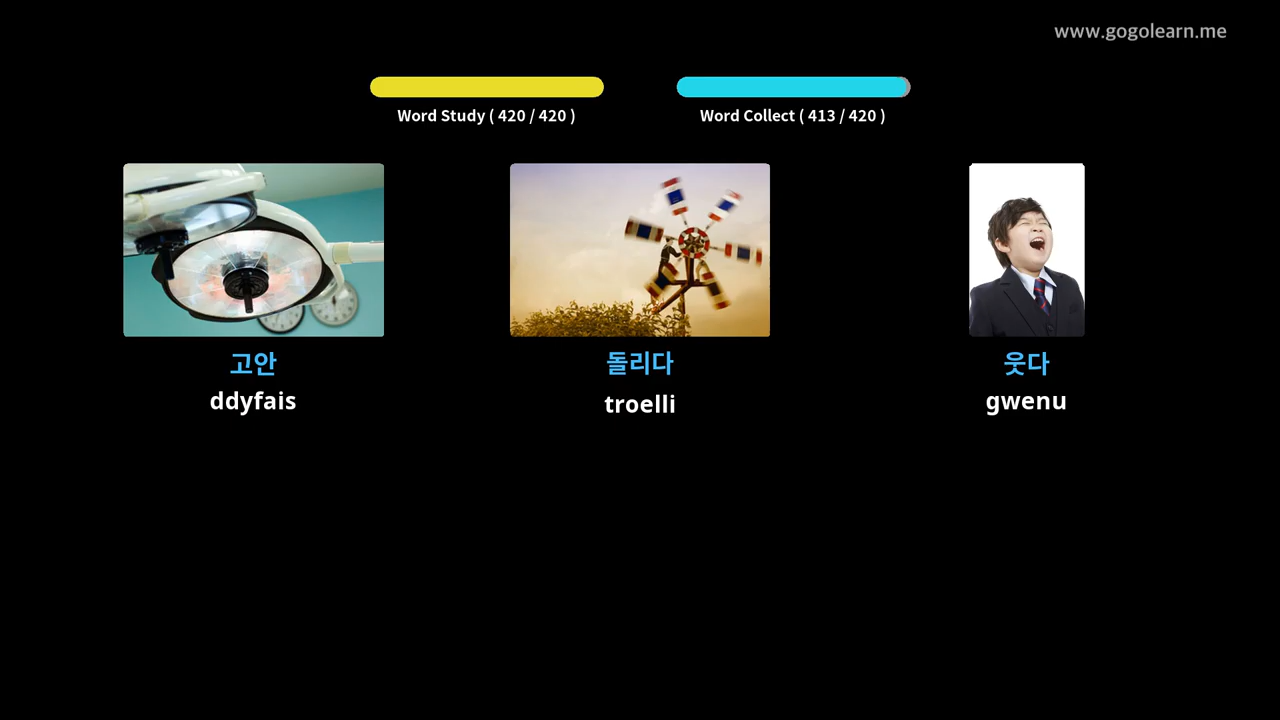 www.gogolearn.me
Word Study ( 420 / 420 )
Word Collect ( 413 / 420 )
고안
돌리다
웃다
ddyfais
troelli
gwenu